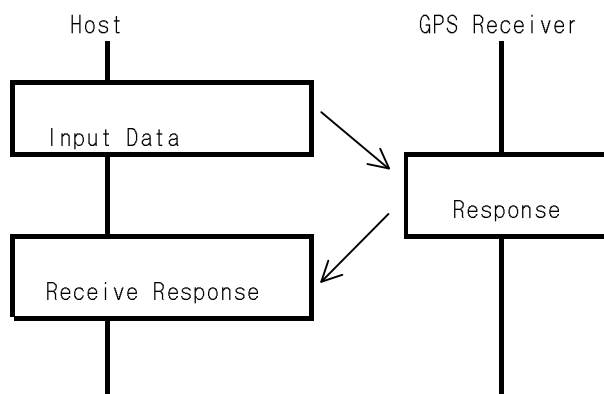 Host
GPS Receiver
Input Data
Response
Receive Response